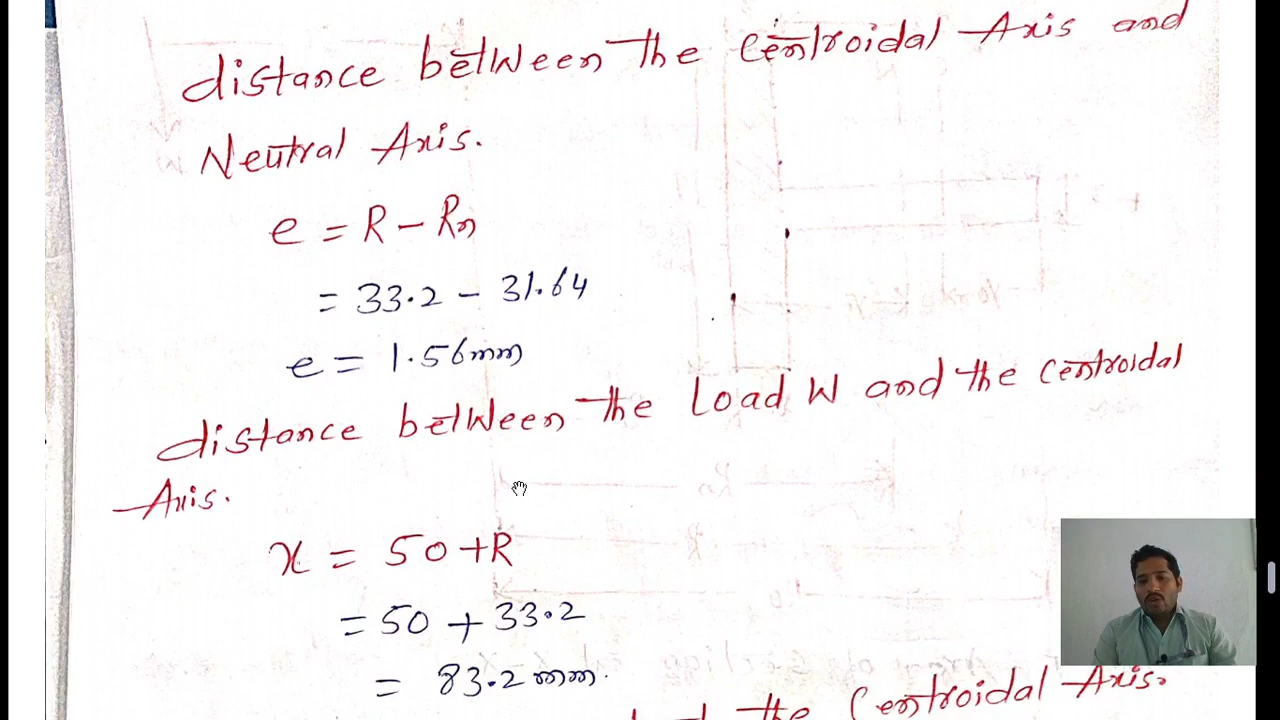 distance between the Centroidal Axis and
Neutral Axis.
e = R - Rn
= 33.2 - 31.64
e = 1.56mm
distance between the Load W and the centroidal
Axis.
x = 50 + R
= 50 + 33.2
= 83.2 mm.
the Centroidal Axis.